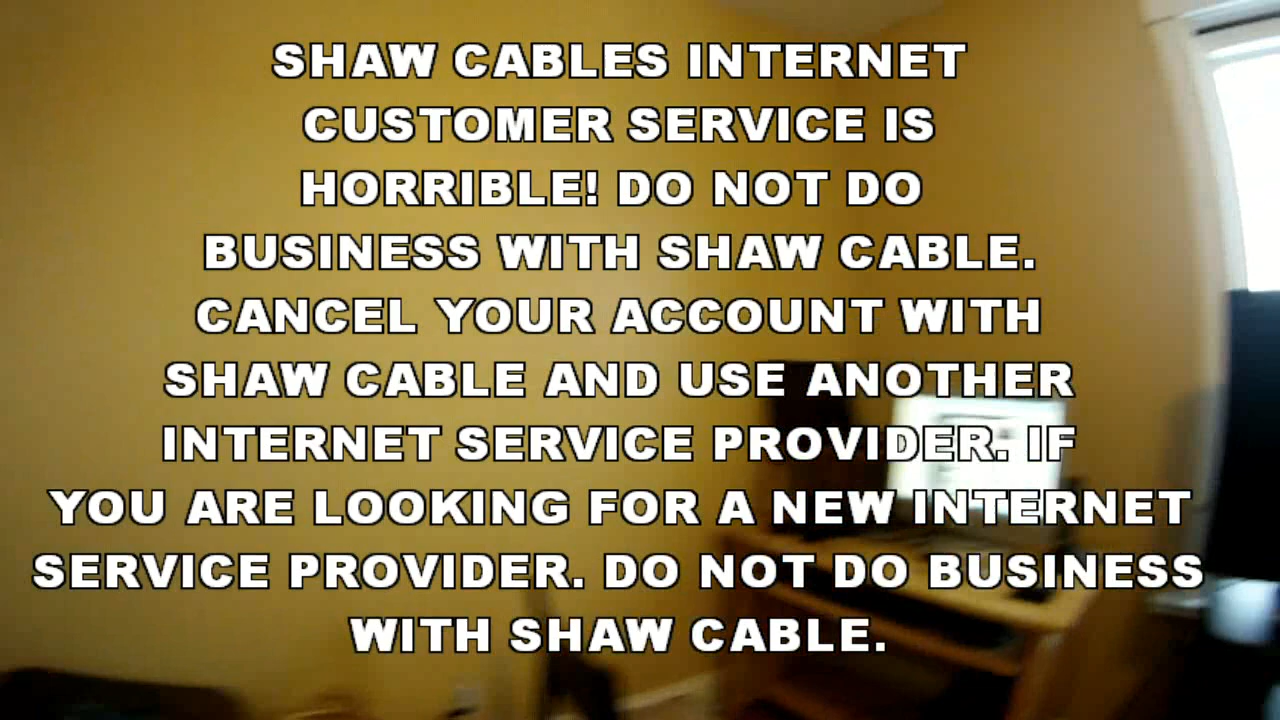 SHAW CABLES INTERNET
CUSTOMER SERVICE IS
HORRIBLE! DO NOT DO
BUSINESS WITH SHAW CABLE.
CANCEL YOUR ACCOUNT WITH
SHAW CABLE AND USE ANOTHER
INTERNET SERVICE PROVIDER. IF
YOU ARE LOOKING FOR A NEW INTERNET
SERVICE PROVIDER. DO NOT DO BUSINESS
WITH SHAW CABLE.